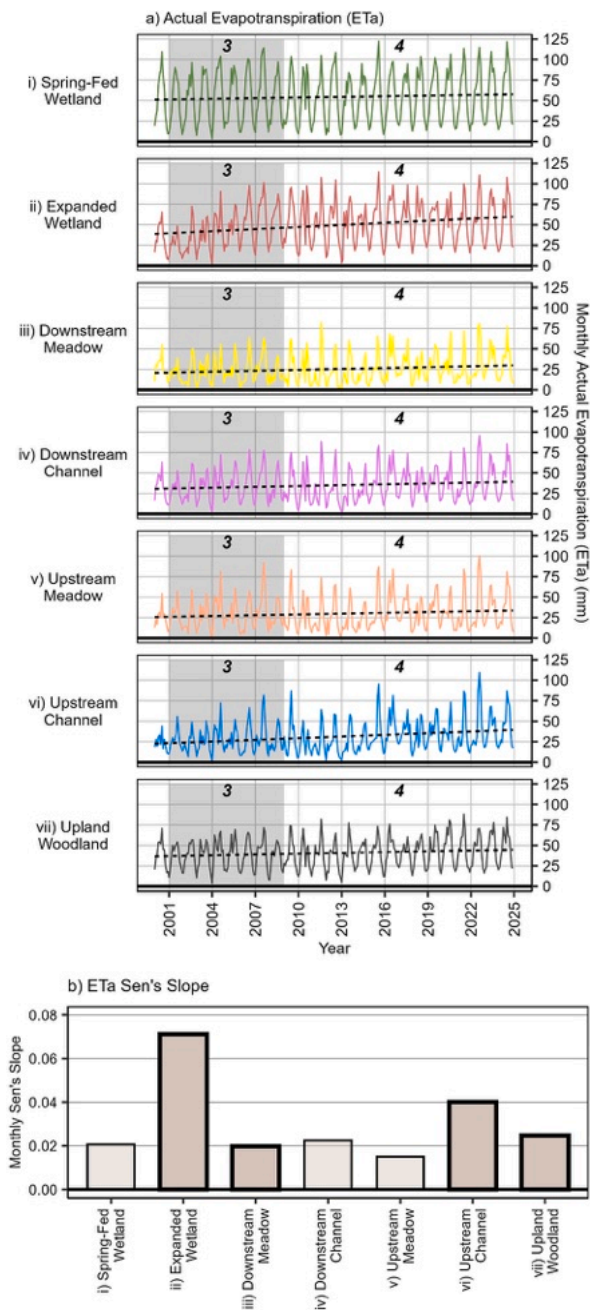 a) Actual Evapotranspiration (ETa)
i) Spring-Fed
Wetland
3
4
125
100
75
50
25
0
ii) Expanded
Wetland
3
4
125
100
75
50
25
0
iii) Downstream
Meadow
3
4
125
100
75
50
25
0
iv) Downstream
Channel
3
4
125
100
75
50
25
0
v) Upstream
Meadow
3
4
125
100
75
50
25
0
vi) Upstream
Channel
3
4
125
100
75
50
25
0
vii) Upland
Woodland
3
4
125
100
75
50
25
0
Monthly Actual Evapotranspiration (ETa) (mm)
2001
2004
2007
2010
2013
2016
2019
2022
2025
Year
b) ETa Sen's Slope
Monthly Sen's Slope
0.08
0.06
0.04
0.02
0.00
i) Spring-Fed
Wetland
ii) Expanded
Wetland
iii) Downstream
Meadow
iv) Downstream
Channel
v) Upstream
Meadow
vi) Upstream
Channel
vii) Upland
Woodland